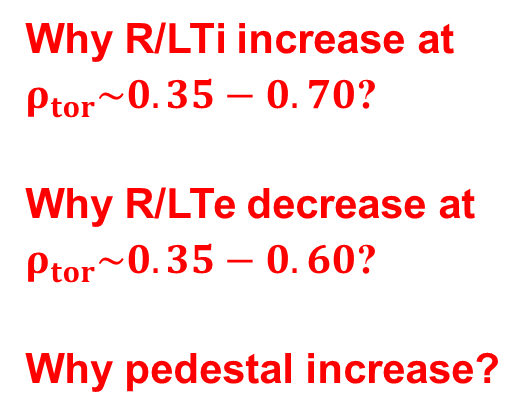 Why R/LTi increase at
ρtor~0.35 − 0.70?
Why R/LTe decrease at
ρtor~0.35 − 0.60?
Why pedestal increase?